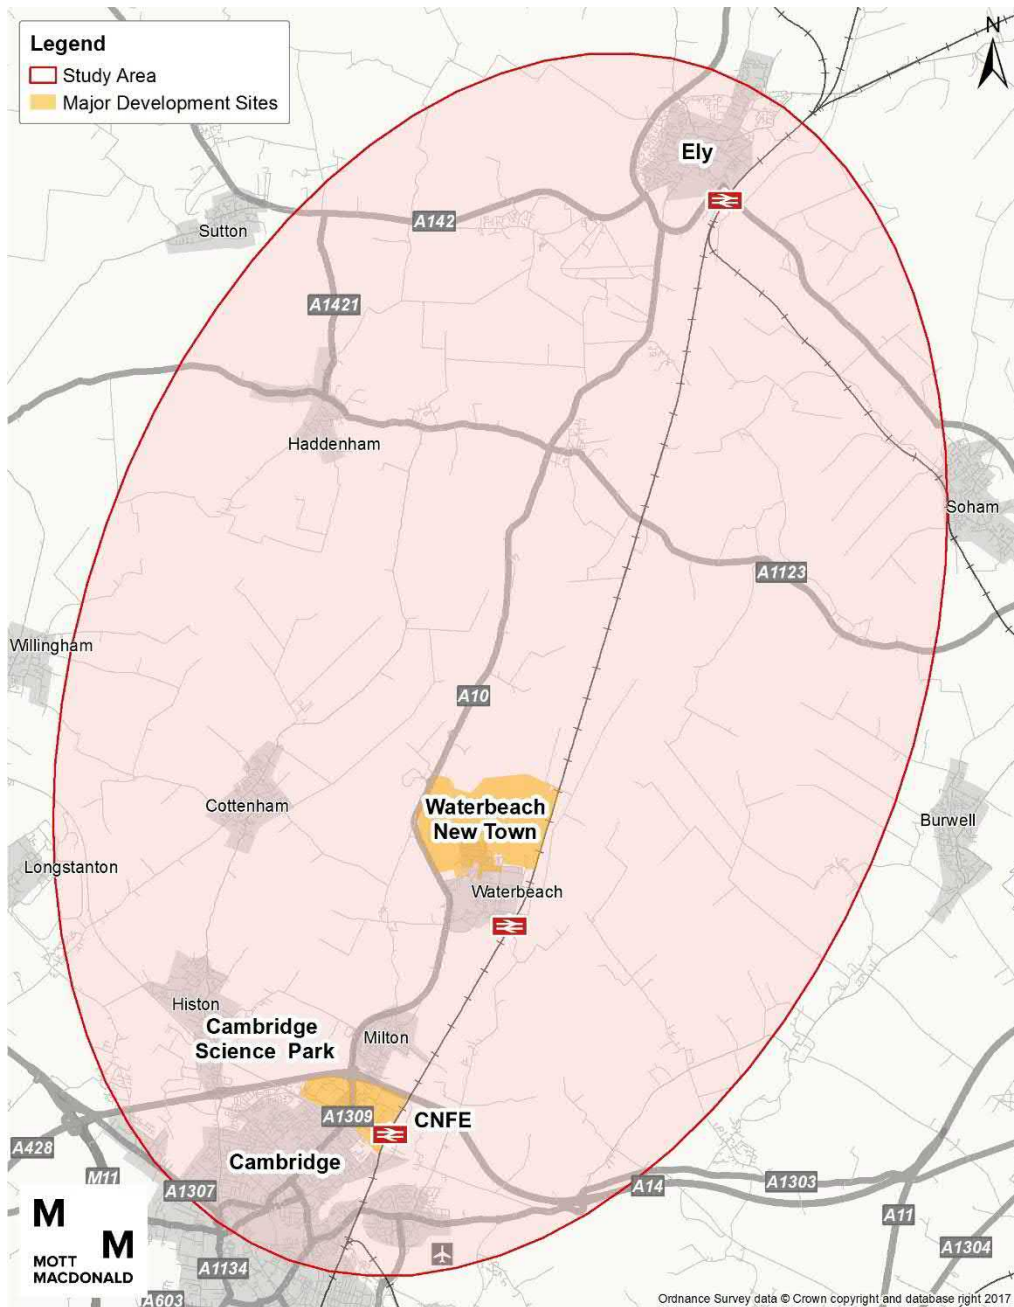 Legend
Study Area
Major Development Sites
N
Ely
Sutton
A142
A1421
Haddenham
Soham
A1123
Willingham
A10
Cottenham
Waterbeach
New Town
Burwell
Longstanton
Waterbeach
Histon
Cambridge
Science Park
Milton
A1309
CNFE
Cambridge
A428
M11
A1307
A14
A1303
A11
A1304
A1134
A603
M
M
MOTT
MACDONALD
Ordnance Survey data © Crown copyright and database right 2017